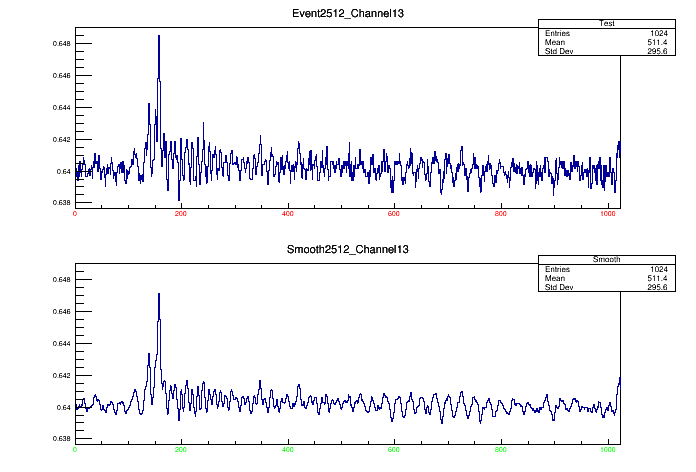 Event2512_Channel13
Test
Entries 1024
Mean 511.4
Std Dev 295.6
0.648
0.646
0.644
0.642
0.64
0.638
0 200 400 600 800 1000
Smooth2512_Channel13
Smooth
Entries 1024
Mean 511.4
Std Dev 295.6
0.648
0.646
0.644
0.642
0.64
0.638
0 200 400 600 800 1000